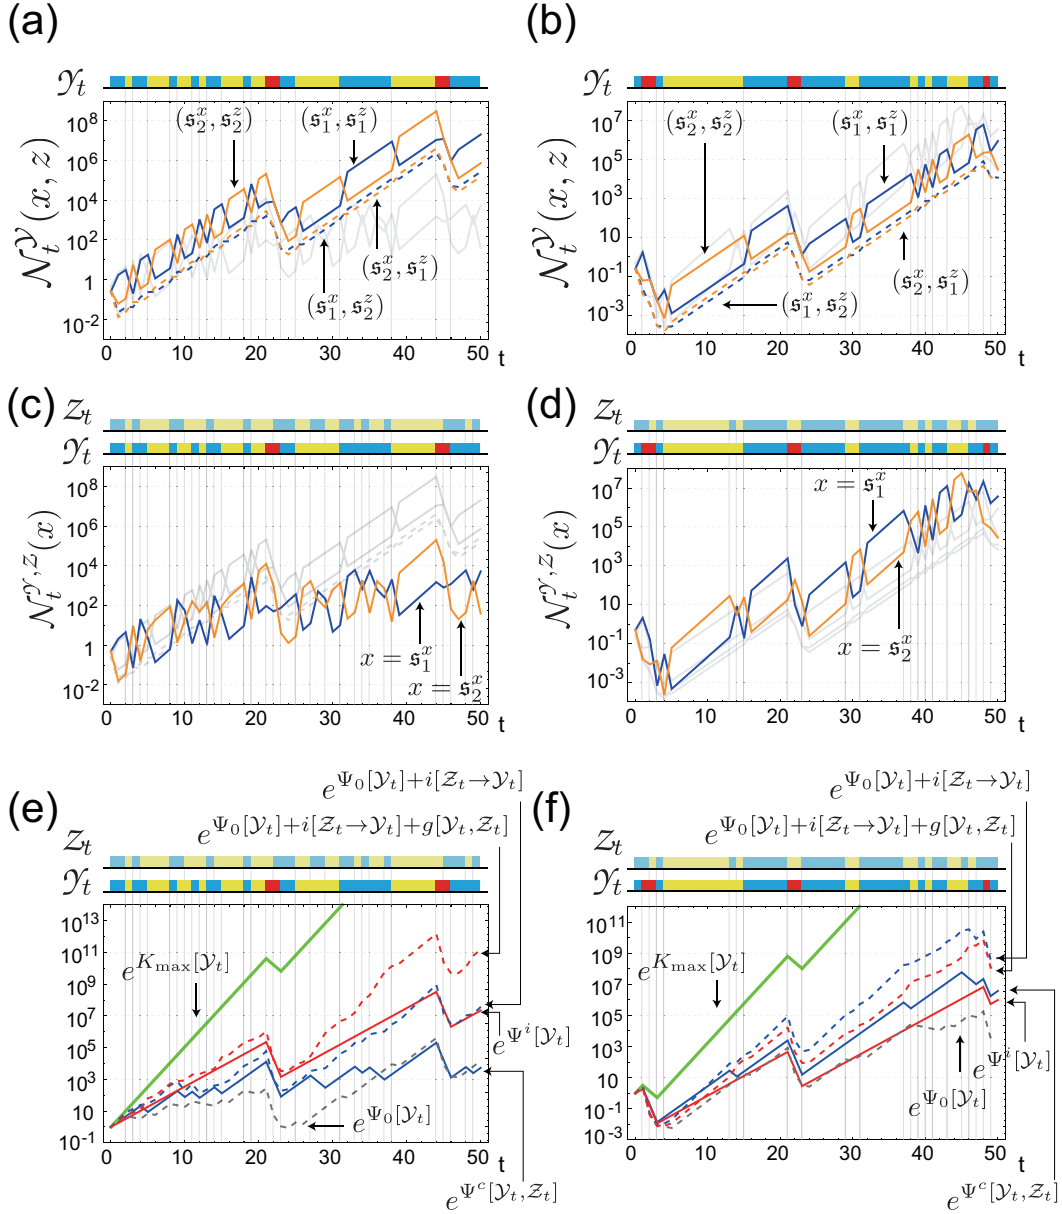 (a)
𝒴_t
𝒩_t^𝒴(x, z)
10^8
10^6
10^4
10^2
1
10^-2
(𝔰_2^x, 𝔰_2^z)
(𝔰_1^x, 𝔰_1^z)
(𝔰_2^x, 𝔰_1^z)
(𝔰_1^x, 𝔰_2^z)
0 10 20 30 40 50 t
(b)
𝒴_t
𝒩_t^𝒴(x, z)
10^7
10^5
10^3
10^1
10^-1
10^-3
(𝔰_2^x, 𝔰_2^z)
(𝔰_1^x, 𝔰_1^z)
(𝔰_2^x, 𝔰_1^z)
(𝔰_1^x, 𝔰_2^z)
0 10 20 30 40 50 t
(c)
𝒵_t
𝒴_t
𝒩_t^{𝒴,𝒵}(x)
10^8
10^6
10^4
10^2
1
10^-2
x = 𝔰_1^x
x = 𝔰_2^x
0 10 20 30 40 50 t
(d)
𝒵_t
𝒴_t
𝒩_t^{𝒴,𝒵}(x)
10^7
10^5
10^3
10^1
10^-1
10^-3
x = 𝔰_1^x
x = 𝔰_2^x
0 10 20 30 40 50 t
(e)
e^{Ψ_0[𝒴_t]+i[𝒵_t→𝒴_t]}
e^{Ψ_0[𝒴_t]+i[𝒵_t→𝒴_t]+g[𝒴_t,𝒵_t]}
𝒵_t
𝒴_t
10^13
10^11
10^9
10^7
10^5
10^3
10
10^-1
e^{K_max[𝒴_t]}
e^{Ψ^i[𝒴_t]}
e^{Ψ_0[𝒴_t]}
0 10 20 30 40 50 t
e^{Ψ^c[𝒴_t,𝒵_t]}
(f)
e^{Ψ_0[𝒴_t]+i[𝒵_t→𝒴_t]}
e^{Ψ_0[𝒴_t]+i[𝒵_t→𝒴_t]+g[𝒴_t,𝒵_t]}
𝒵_t
𝒴_t
10^11
10^9
10^7
10^5
10^3
10^1
10^-1
10^-3
e^{K_max[𝒴_t]}
e^{Ψ^i[𝒴_t]}
e^{Ψ_0[𝒴_t]}
0 10 20 30 40 50 t
e^{Ψ^c[𝒴_t,𝒵_t]}